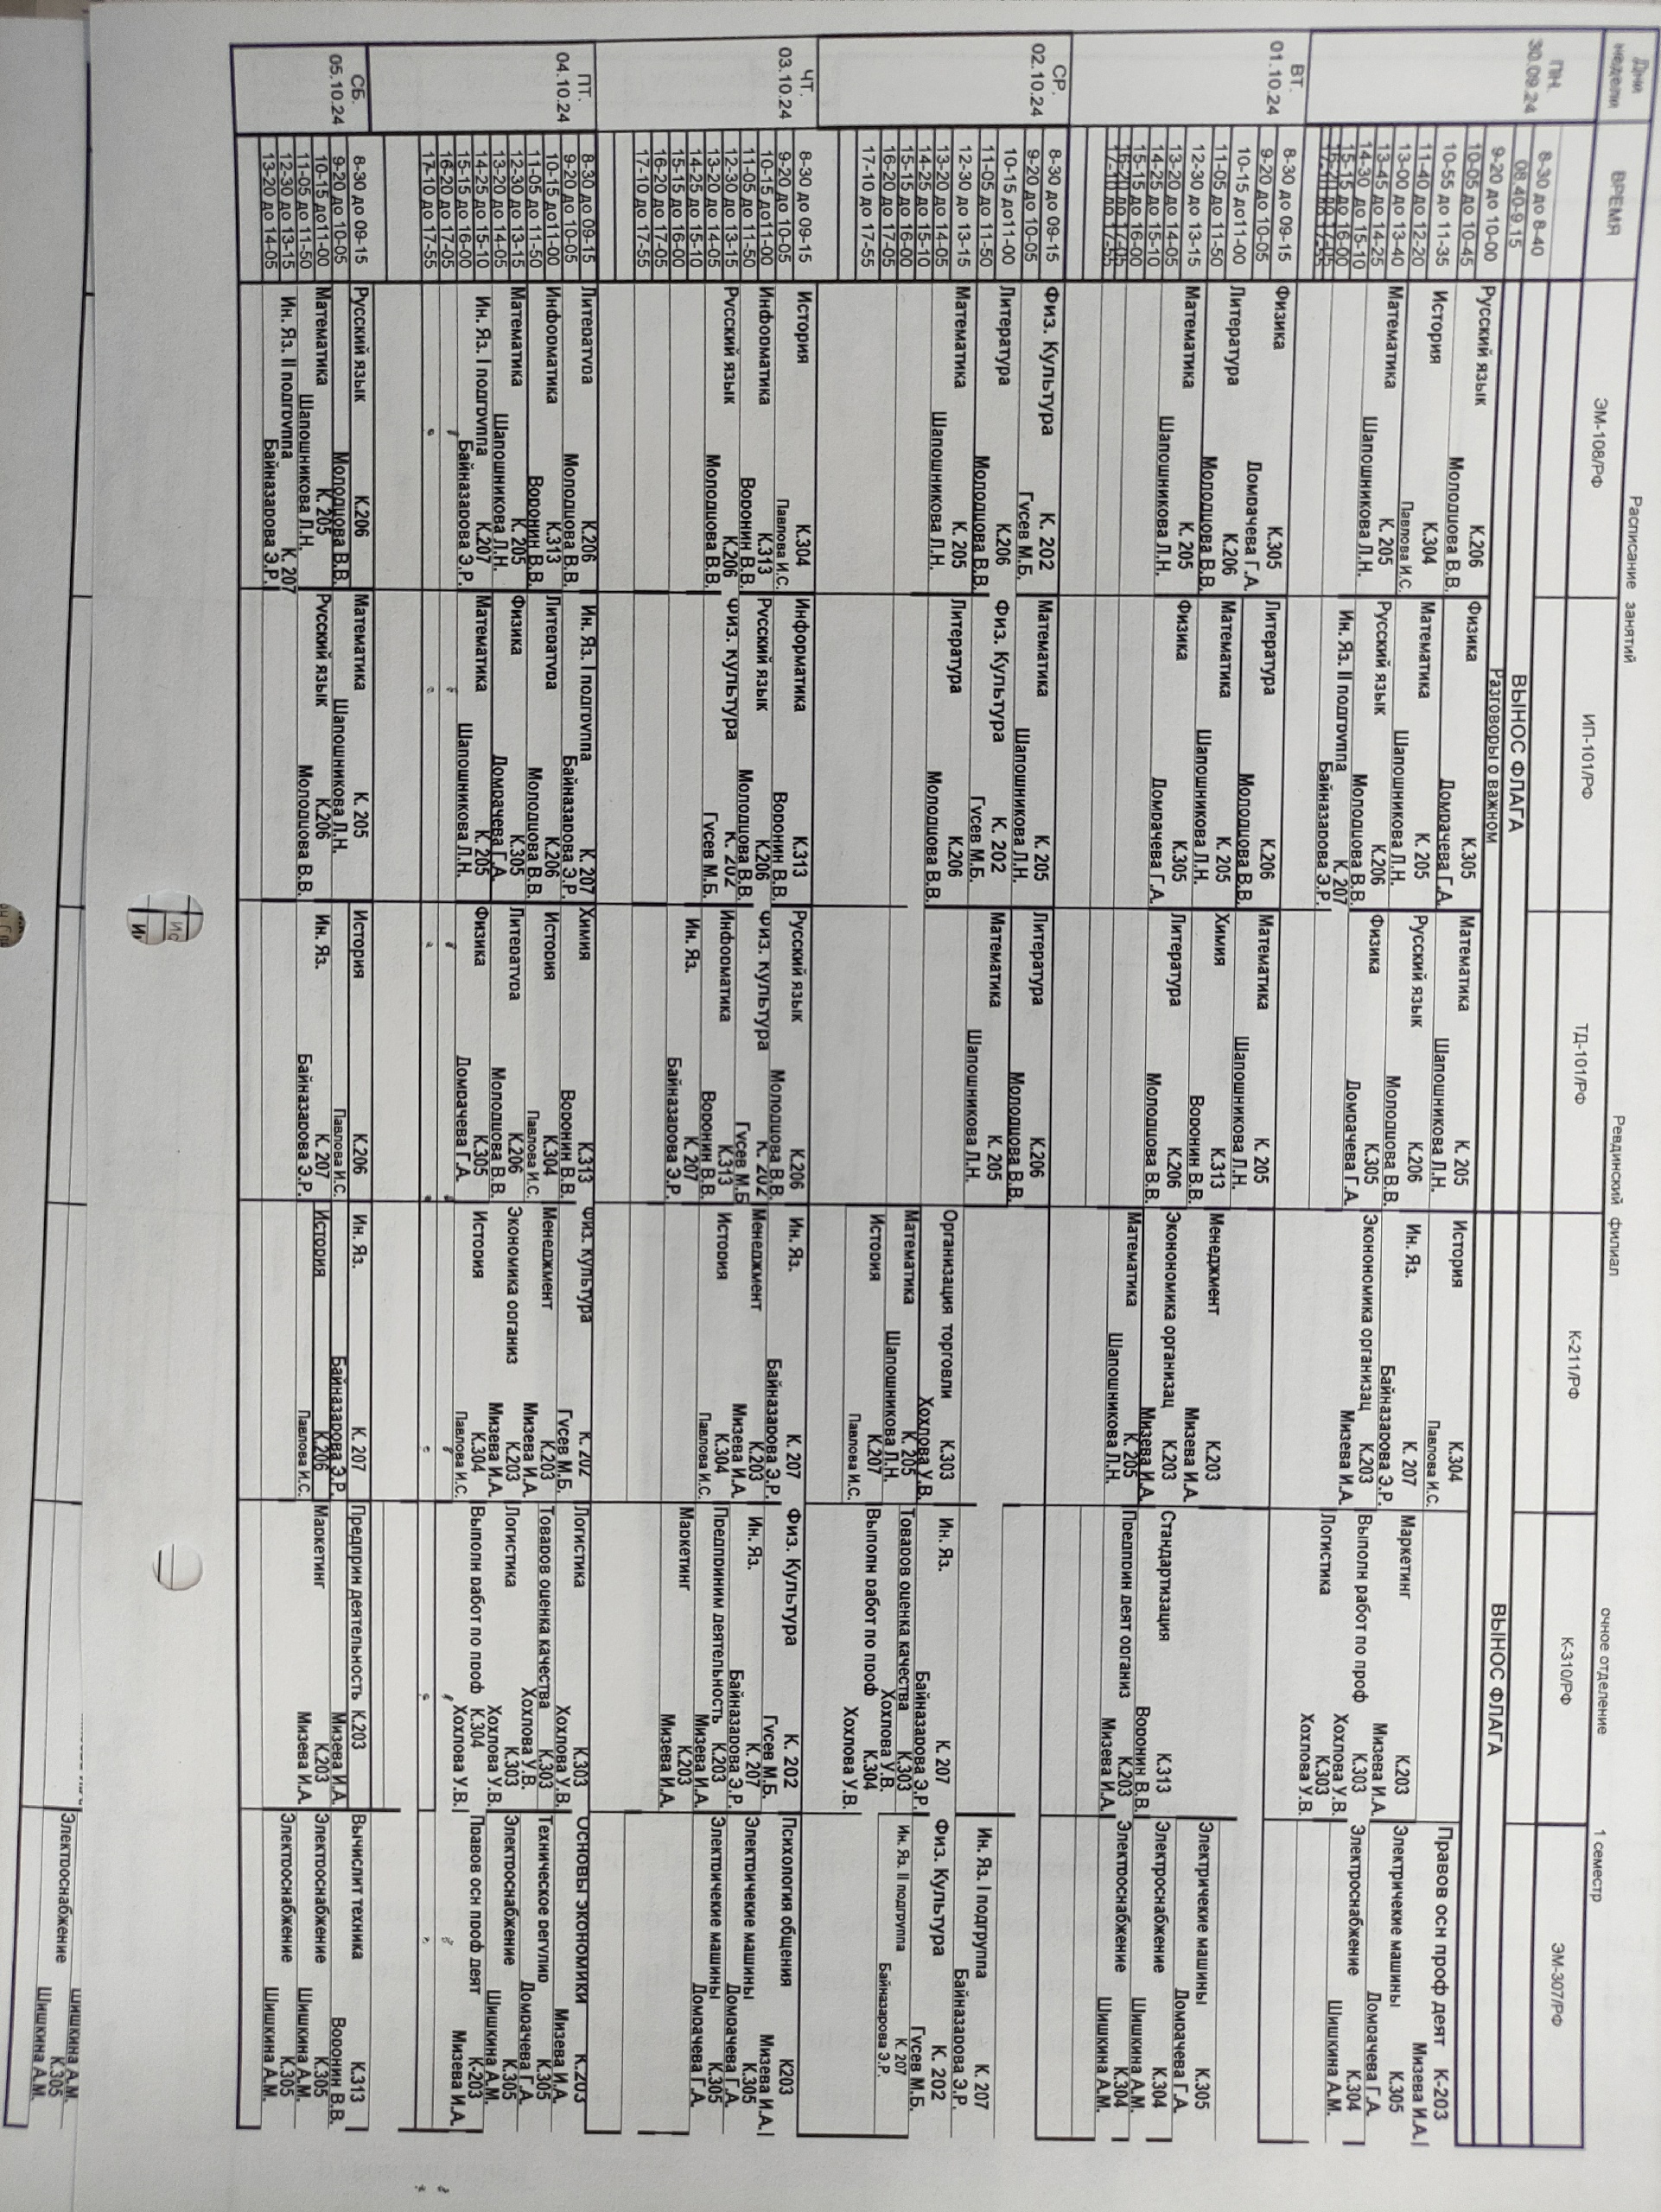 Расписание занятий Ревдинский филиал очное отделение 1 семестр
Дни недели ВРЕМЯ ЭМ-108/РФ ИП-101/РФ ТД-101/РФ К-211/РФ К-310/РФ ЭМ-307/РФ
ПН. 30.09.24
8-30 до 8-40
08.40-9.15
9-20 до 10-00
10-05 до 10-45
10-55 до 11-35
11-40 до 12-20
13-00 до 13-40
13-45 до 14-25
14-30 до 15-10
15-15 до 16-00
16-20 до 17-05
17-10 до 17-55
ВЫНОС ФЛАГА ВЫНОС ФЛАГА
Разговоры о важном
Русский язык К.206 Физика К.305 Математика К. 205 История К.304
Молодцова В.В. Домрачева Г.А. Шапошникова Л.Н. Павлова И.С.
Правов осн проф деят К-203
Мизева И.А.
История К.304 Математика К. 205 Русский язык К.206 Ин. Яз. К. 207 Маркетинг К.203 Электричекие машины К.305
Павлова И.С. Шапошникова Л.Н. Молодцова В.В. Байназарова Э.Р. Мизева И.А. Домрачева Г.А.
Математика К. 205 Русский язык К.206 Физика К.305 Экономика организац К.203 Выполн работ по проф К.303 Электроснабжение К.304
Шапошникова Л.Н. Молодцова В.В. Домрачева Г.А. Мизева И.А. Хохлова У.В. Шишкина А.М.
Ин. Яз. II подгруппа К. 207 Логистика К.303
Байназарова Э.Р. Хохлова У.В.
ВТ. 01.10.24
8-30 до 09-15
9-20 до 10-05
10-15 до11-00
11-05 до 11-50
12-30 до 13-15
13-20 до 14-05
14-25 до 15-10
15-15 до 16-00
16-20 до 17-05
17-10 до 17-55
Физика К.305 Литература К.206 Математика К. 205
Домрачева Г.А. Молодцова В.В. Шапошникова Л.Н.
Литература К.206 Математика К. 205 Химия К.313 Менеджмент К.203 Электричекие машины К.305
Молодцова В.В. Шапошникова Л.Н. Воронин В.В. Мизева И.А. Домрачева Г.А.
Математика К. 205 Физика К.305 Литература К.206 Экономика организац К.203 Стандартизация К.313 Электроснабжение К.304
Шапошникова Л.Н. Домрачева Г.А. Молодцова В.В. Мизева И.А. Воронин В.В. Шишкина А.М.
Математика К. 205 Предприн деят организ К.203 Электроснабжение К.304
Шапошникова Л.Н. Мизева И.А. Шишкина А.М.
СР. 02.10.24
8-30 до 09-15
9-20 до 10-05
10-15 до11-00
11-05 до 11-50
12-30 до 13-15
13-20 до 14-05
14-25 до 15-10
15-15 до 16-00
16-20 до 17-05
17-10 до 17-55
Физ. Культура К. 202 Математика К. 205 Литература К.206
Гусев М.Б. Шапошникова Л.Н. Молодцова В.В.
Литература К.206 Физ. Культура К. 202 Математика К. 205 Ин. Яз. I подгруппа К. 207
Молодцова В.В. Гусев М.Б. Шапошникова Л.Н. Байназарова Э.Р.
Математика К. 205 Литература К.206 Организация торговли К.303 Ин. Яз. К. 207 Физ. Культура К. 202
Шапошникова Л.Н. Молодцова В.В. Хохлова У.В. Байназарова Э.Р. Гусев М.Б.
Математика К. 205 Товаров оценка качества К.303 Ин. Яз. II подгруппа К. 207
Шапошникова Л.Н. Хохлова У.В. Байназарова Э.Р.
История К.207 Выполн работ по проф К.304
Павлова И.С. Хохлова У.В.
ЧТ. 03.10.24
8-30 до 09-15
9-20 до 10-05
10-15 до11-00
11-05 до 11-50
12-30 до 13-15
13-20 до 14-05
14-25 до 15-10
15-15 до 16-00
16-20 до 17-05
17-10 до 17-55
История К.304 Информатика К.313 Русский язык К.206 Ин. Яз. К. 207 Физ. Культура К. 202 Психология общения К203
Павлова И.С. Воронин В.В. Молодцова В.В. Байназарова Э.Р. Гусев М.Б. Мизева И.А.
Информатика К.313 Русский язык К.206 Физ. Культура К. 202 Менеджмент К.203 Ин. Яз. К. 207 Электричекие машины К.305
Воронин В.В. Молодцова В.В. Гусев М.Б Мизева И.А. Байназарова Э.Р. Домрачева Г.А.
Русский язык К.206 Физ. Культура К. 202 Информатика К.313 История К.304 Предприним деятельность К.203 Электричекие машины К.305
Молодцова В.В. Гусев М.Б. Воронин В.В. Павлова И.С. Мизева И.А. Домрачева Г.А.
Ин. Яз. К. 207 Маркетинг К.203
Байназарова Э.Р. Мизева И.А.
ПТ. 04.10.24
8-30 до 09-15
9-20 до 10-05
10-15 до11-00
11-05 до 11-50
12-30 до 13-15
13-20 до 14-05
14-25 до 15-10
15-15 до 16-00
16-20 до 17-05
17-10 до 17-55
Литература К.206 Ин. Яз. I подгруппа К. 207 Химия К.313 Физ. Культура К. 202 Логистика К.303 Основы экономики К.203
Молодцова В.В. Байназарова Э.Р. Воронин В.В. Гусев М.Б. Хохлова У.В. Мизева И.А.
Информатика К.313 Литература К.206 История К.304 Менеджмент К.203 Товаров оценка качества К.303 Техническое регулир К.305
Воронин В.В. Молодцова В.В. Павлова И.С. Мизева И.А. Хохлова У.В. Домрачева Г.А.
Математика К. 205 Физика К.305 Литература К.206 Экономика организ К.203 Логистика К.303 Электроснабжение К.305
Шапошникова Л.Н. Домрачева Г.А. Молодцова В.В. Мизева И.А. Хохлова У.В. Шишкина А.М.
Ин. Яз. I подгруппа К.207 Математика К. 205 Физика К.305 История К.304 Выполн работ по проф К.304 Правов осн проф деят К-203
Байназарова Э.Р. Шапошникова Л.Н. Домрачева Г.А. Павлова И.С. Хохлова У.В. Мизева И.А.
СБ. 05.10.24
8-30 до 09-15
9-20 до 10-05
10-15 до11-00
11-05 до 11-50
12-30 до 13-15
13-20 до 14-05
Русский язык К.206 Математика К. 205 История К.206 Ин. Яз. К. 207 Предприн деятельность К.203 Вычислит техника К.313
Молодцова В.В. Шапошникова Л.Н. Павлова И.С. Байназарова Э.Р. Мизева И.А. Воронин В.В.
Математика К. 205 Русский язык К.206 Ин. Яз. К. 207 История К.206 Маркетинг К.203 Электроснабжение К.305
Шапошникова Л.Н. Молодцова В.В. Байназарова Э.Р. Павлова И.С. Мизева И.А. Шишкина А.М.
Ин. Яз. II подгруппа К. 207 Электроснабжение К.305
Байназарова Э.Р. Шишкина А.М.
Ис
Шишкина А.М.
Электроснабжение К.305
Шишкина А.М.